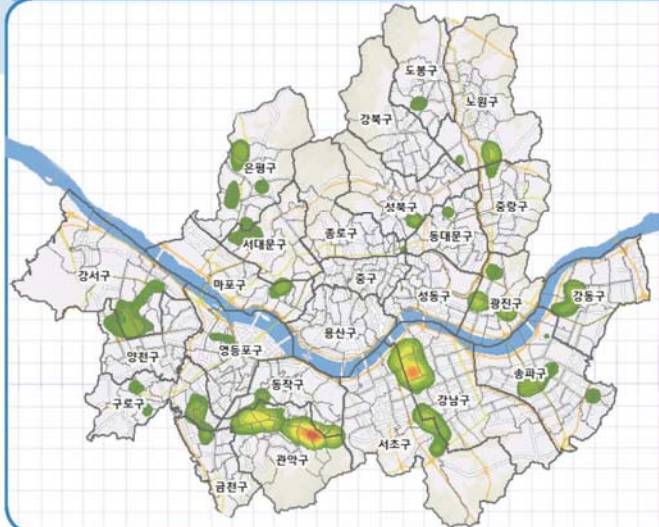 도봉구
노원구
강북구
은평구
성북구
중랑구
종로구
동대문구
서대문구
강서구
중구
마포구
성동구
광진구
강동구
용산구
영등포구
양천구
송파구
동작구
강남구
구로구
서초구
관악구
금천구